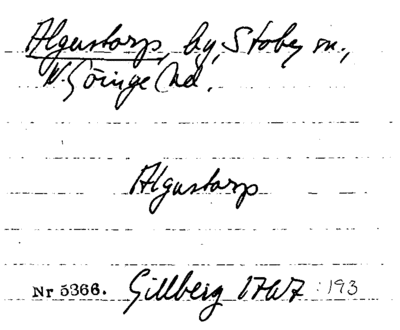 Algustorp, by, Stoby sn.,
V. Göinge hd.
Algustorp
Nr 5366. Gillberg 1767 : 193